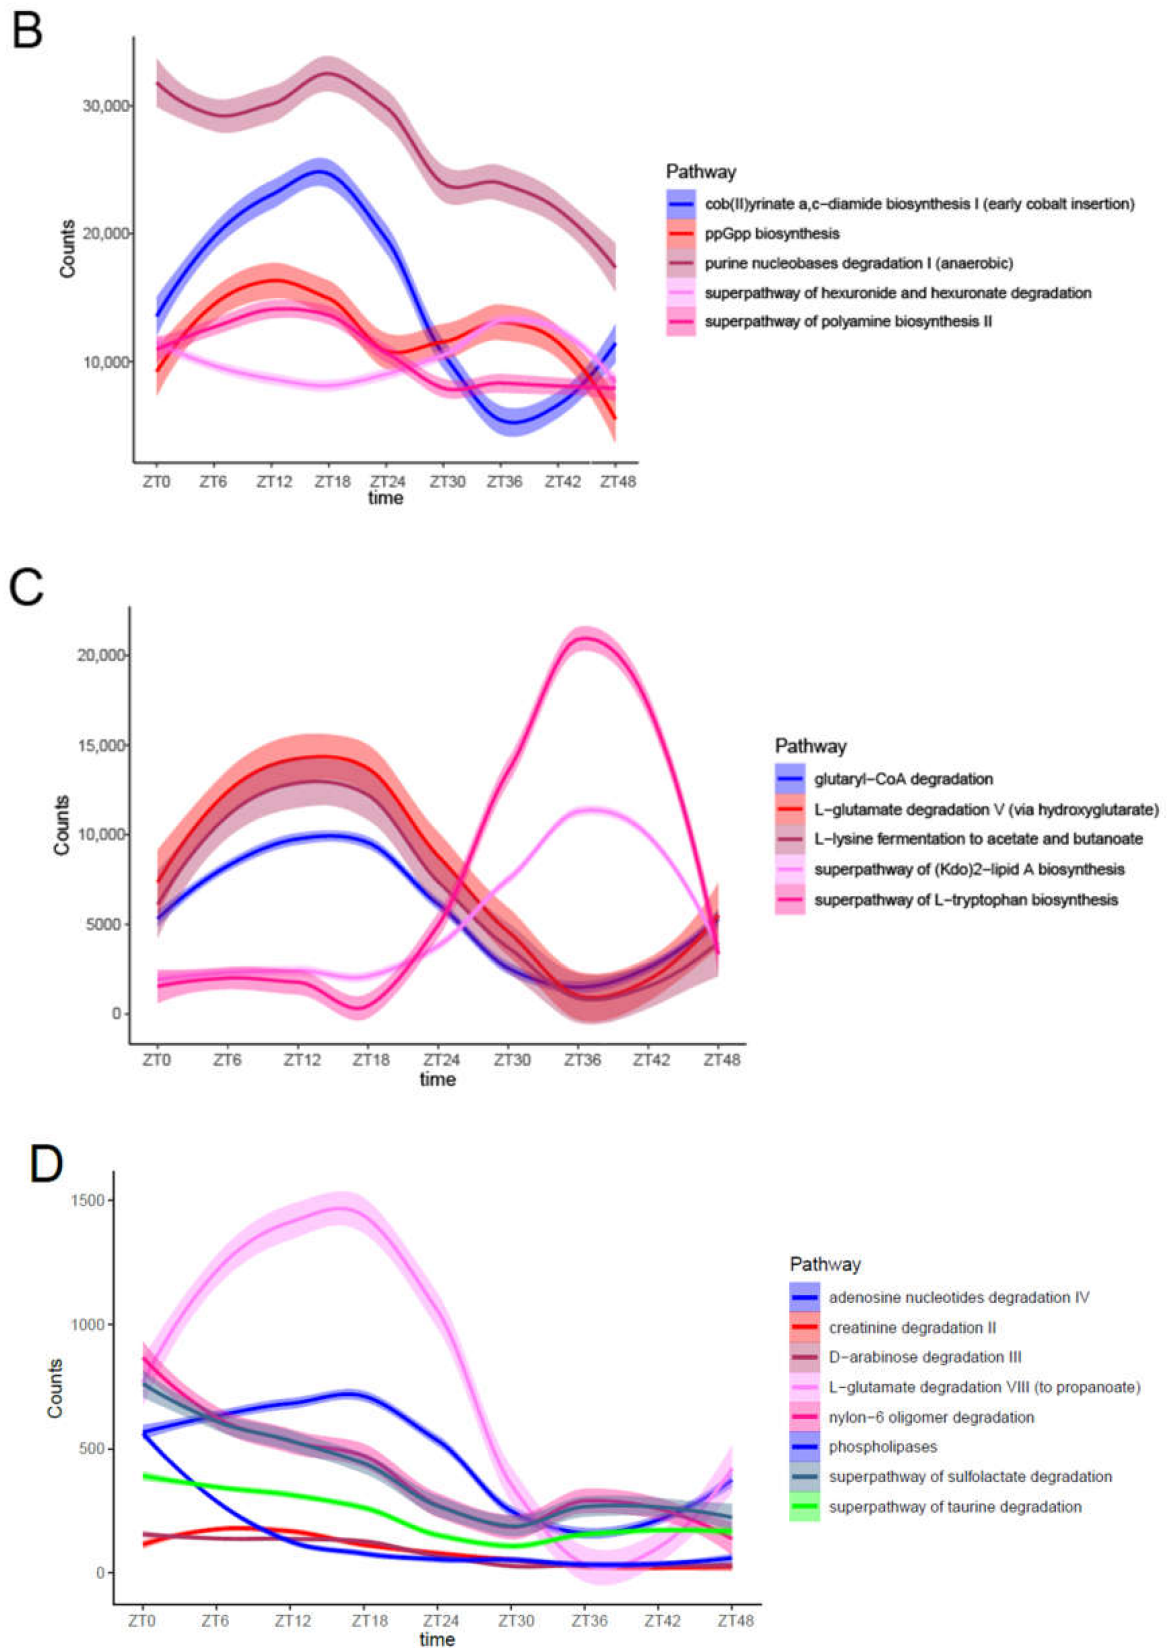 B
30,000
20,000
10,000
Counts
ZT0 ZT6 ZT12 ZT18 ZT24 ZT30 ZT36 ZT42 ZT48
time
Pathway
cob(II)yrinate a,c−diamide biosynthesis I (early cobalt insertion)
ppGpp biosynthesis
purine nucleobases degradation I (anaerobic)
superpathway of hexuronide and hexuronate degradation
superpathway of polyamine biosynthesis II
C
20,000
15,000
10,000
5000
0
Counts
ZT0 ZT6 ZT12 ZT18 ZT24 ZT30 ZT36 ZT42 ZT48
time
Pathway
glutaryl−CoA degradation
L−glutamate degradation V (via hydroxyglutarate)
L−lysine fermentation to acetate and butanoate
superpathway of (Kdo)2−lipid A biosynthesis
superpathway of L−tryptophan biosynthesis
D
1500
1000
500
0
Counts
ZT0 ZT6 ZT12 ZT18 ZT24 ZT30 ZT36 ZT42 ZT48
time
Pathway
adenosine nucleotides degradation IV
creatinine degradation II
D−arabinose degradation III
L−glutamate degradation VIII (to propanoate)
nylon−6 oligomer degradation
phospholipases
superpathway of sulfolactate degradation
superpathway of taurine degradation